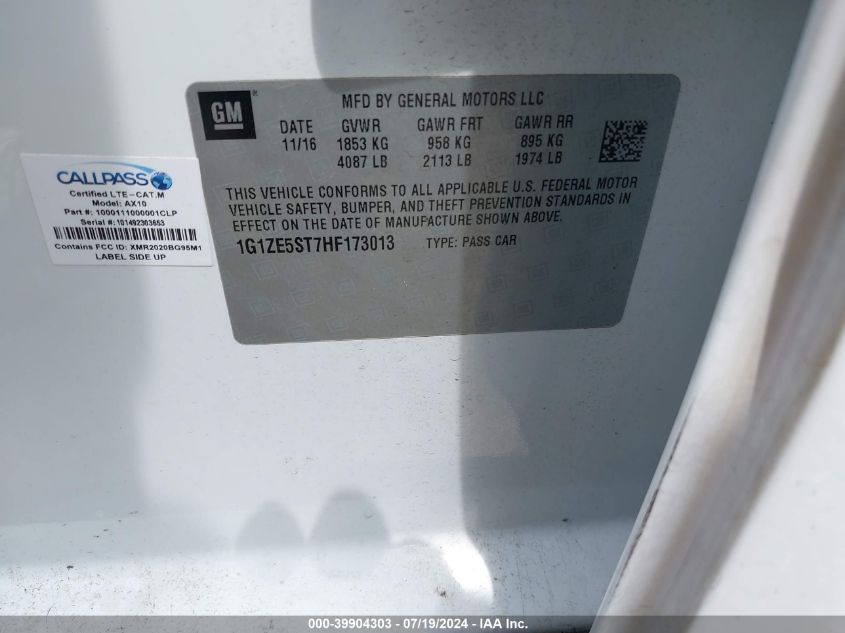 GM
MFD BY GENERAL MOTORS LLC
DATE GVWR GAWR FRT GAWR RR
11/16 1853 KG 958 KG 895 KG
4087 LB 2113 LB 1974 LB
THIS VEHICLE CONFORMS TO ALL APPLICABLE U.S. FEDERAL MOTOR
VEHICLE SAFETY, BUMPER, AND THEFT PREVENTION STANDARDS IN
EFFECT ON THE DATE OF MANUFACTURE SHOWN ABOVE.
1G1ZE5ST7HF173013 TYPE: PASS CAR
CALLPASS
Certified LTE-CAT.M
Model: AX10
Part #: 1000111000001CLP
Serial #: 101492303553
Contains FCC ID: XMR2020BG95M1
LABEL SIDE UP
000-39904303 - 07/19/2024 - IAA Inc.